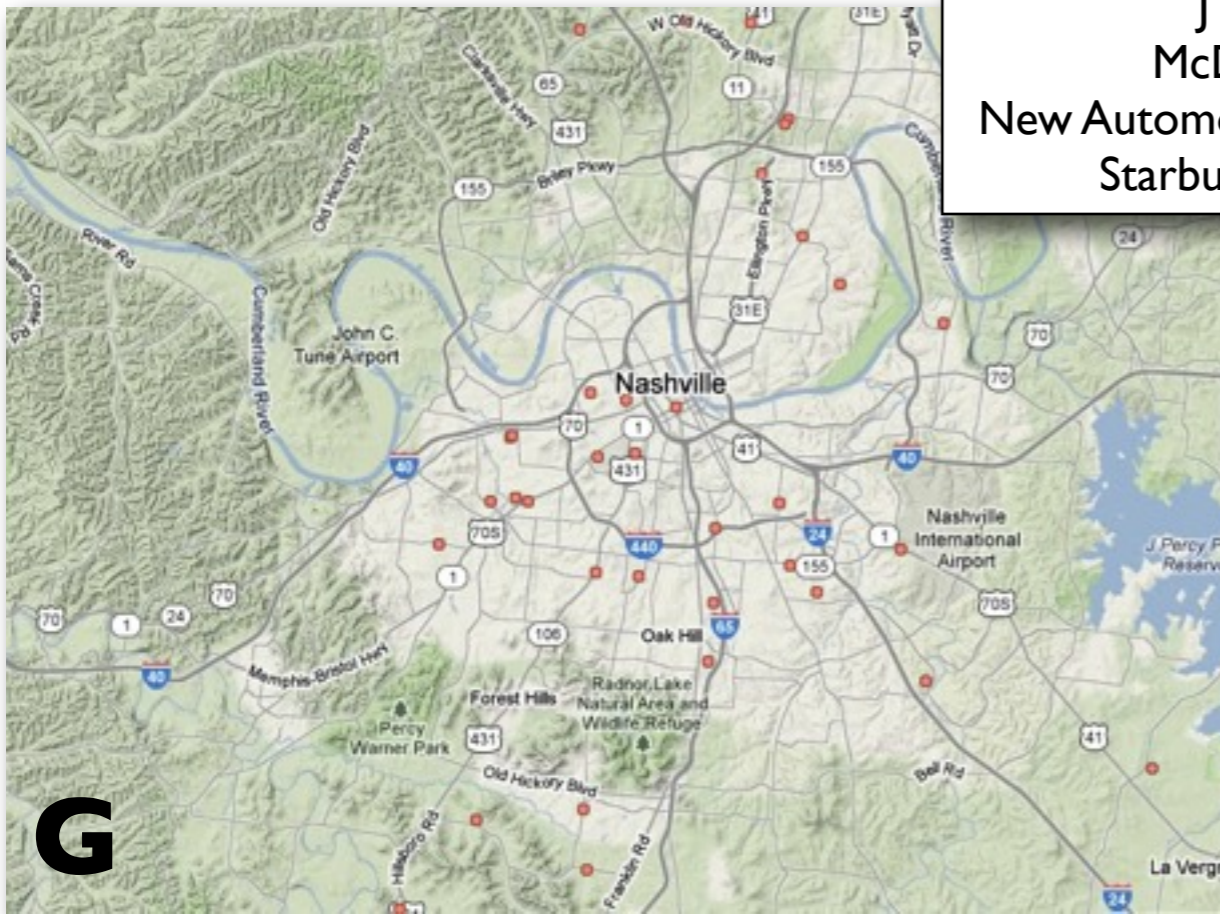 McD
New Automo
Starbu
41
31E
W Old Hickory Blvd
Clarksville Hwy
65
11
431
Old Hickory Blvd
155
Briley Pkwy
155
River Rd
Ellington Pkwy
24
Cumberland River
31E
70
John C.
Tune Airport
70
Nashville
70
1
41
431
40
40
70S
Nashville
International
Airport
440
24
1
155
1
70S
70
1
24
70
106
Oak Hill
65
40
Memphis-Bristol Hwy
Forest Hills
Radnor Lake
Natural Area and
Wildlife Refuge
Percy
Warner Park
431
41
Bell Rd
Old Hickory Blvd
G
Hillsboro Rd
Franklin Rd
La Verg
24